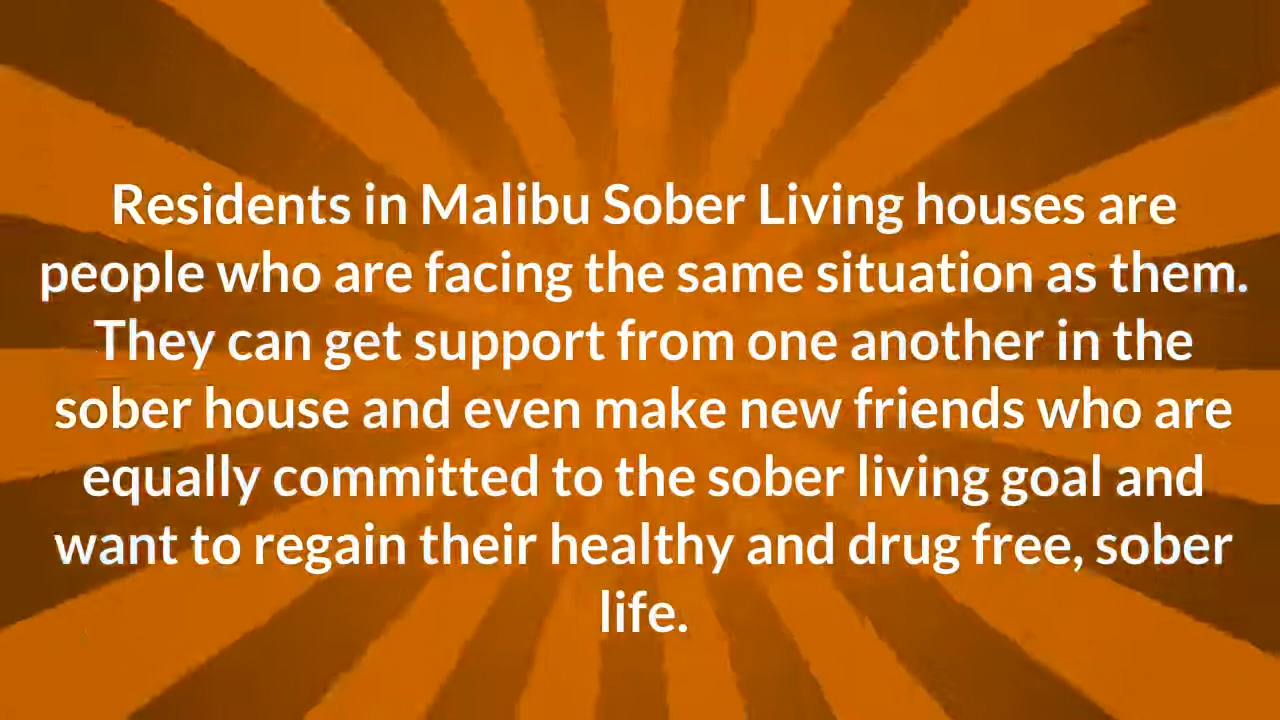 Residents in Malibu Sober Living houses are
people who are facing the same situation as them.
They can get support from one another in the
sober house and even make new friends who are
equally committed to the sober living goal and
want to regain their healthy and drug free, sober
life.